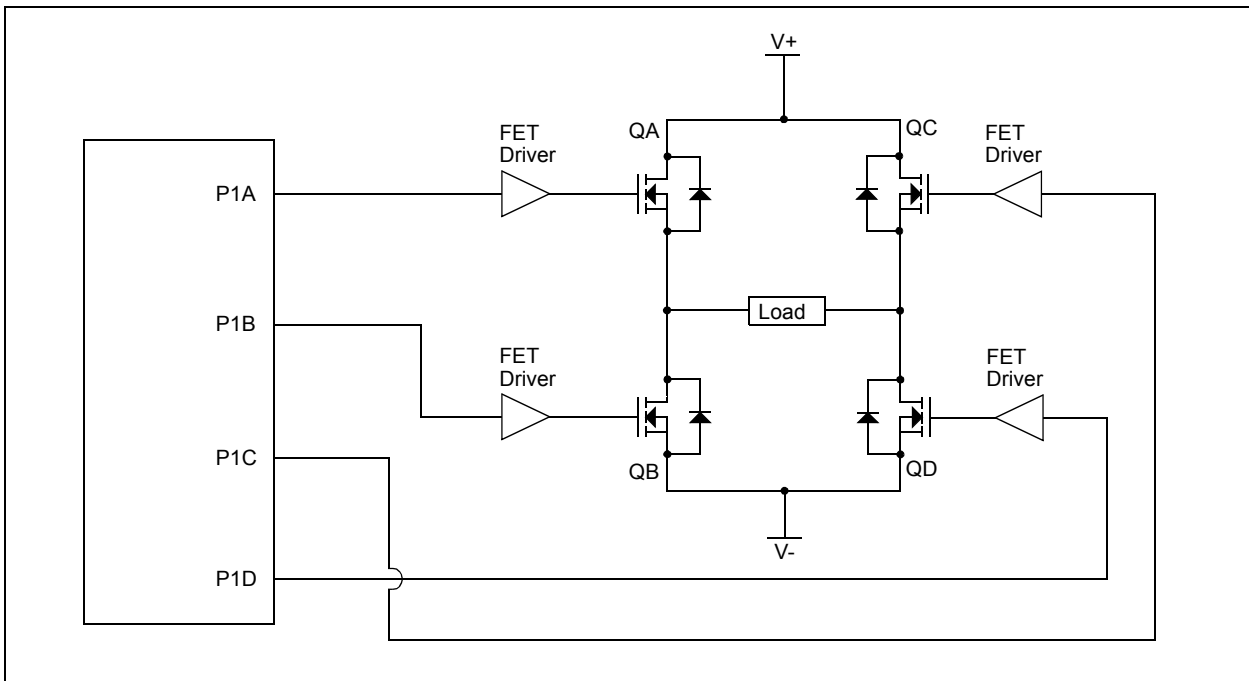 V+
QA
QC
FET
Driver
FET
Driver
P1A
Load
P1B
FET
Driver
FET
Driver
P1C
QB
QD
V-
P1D